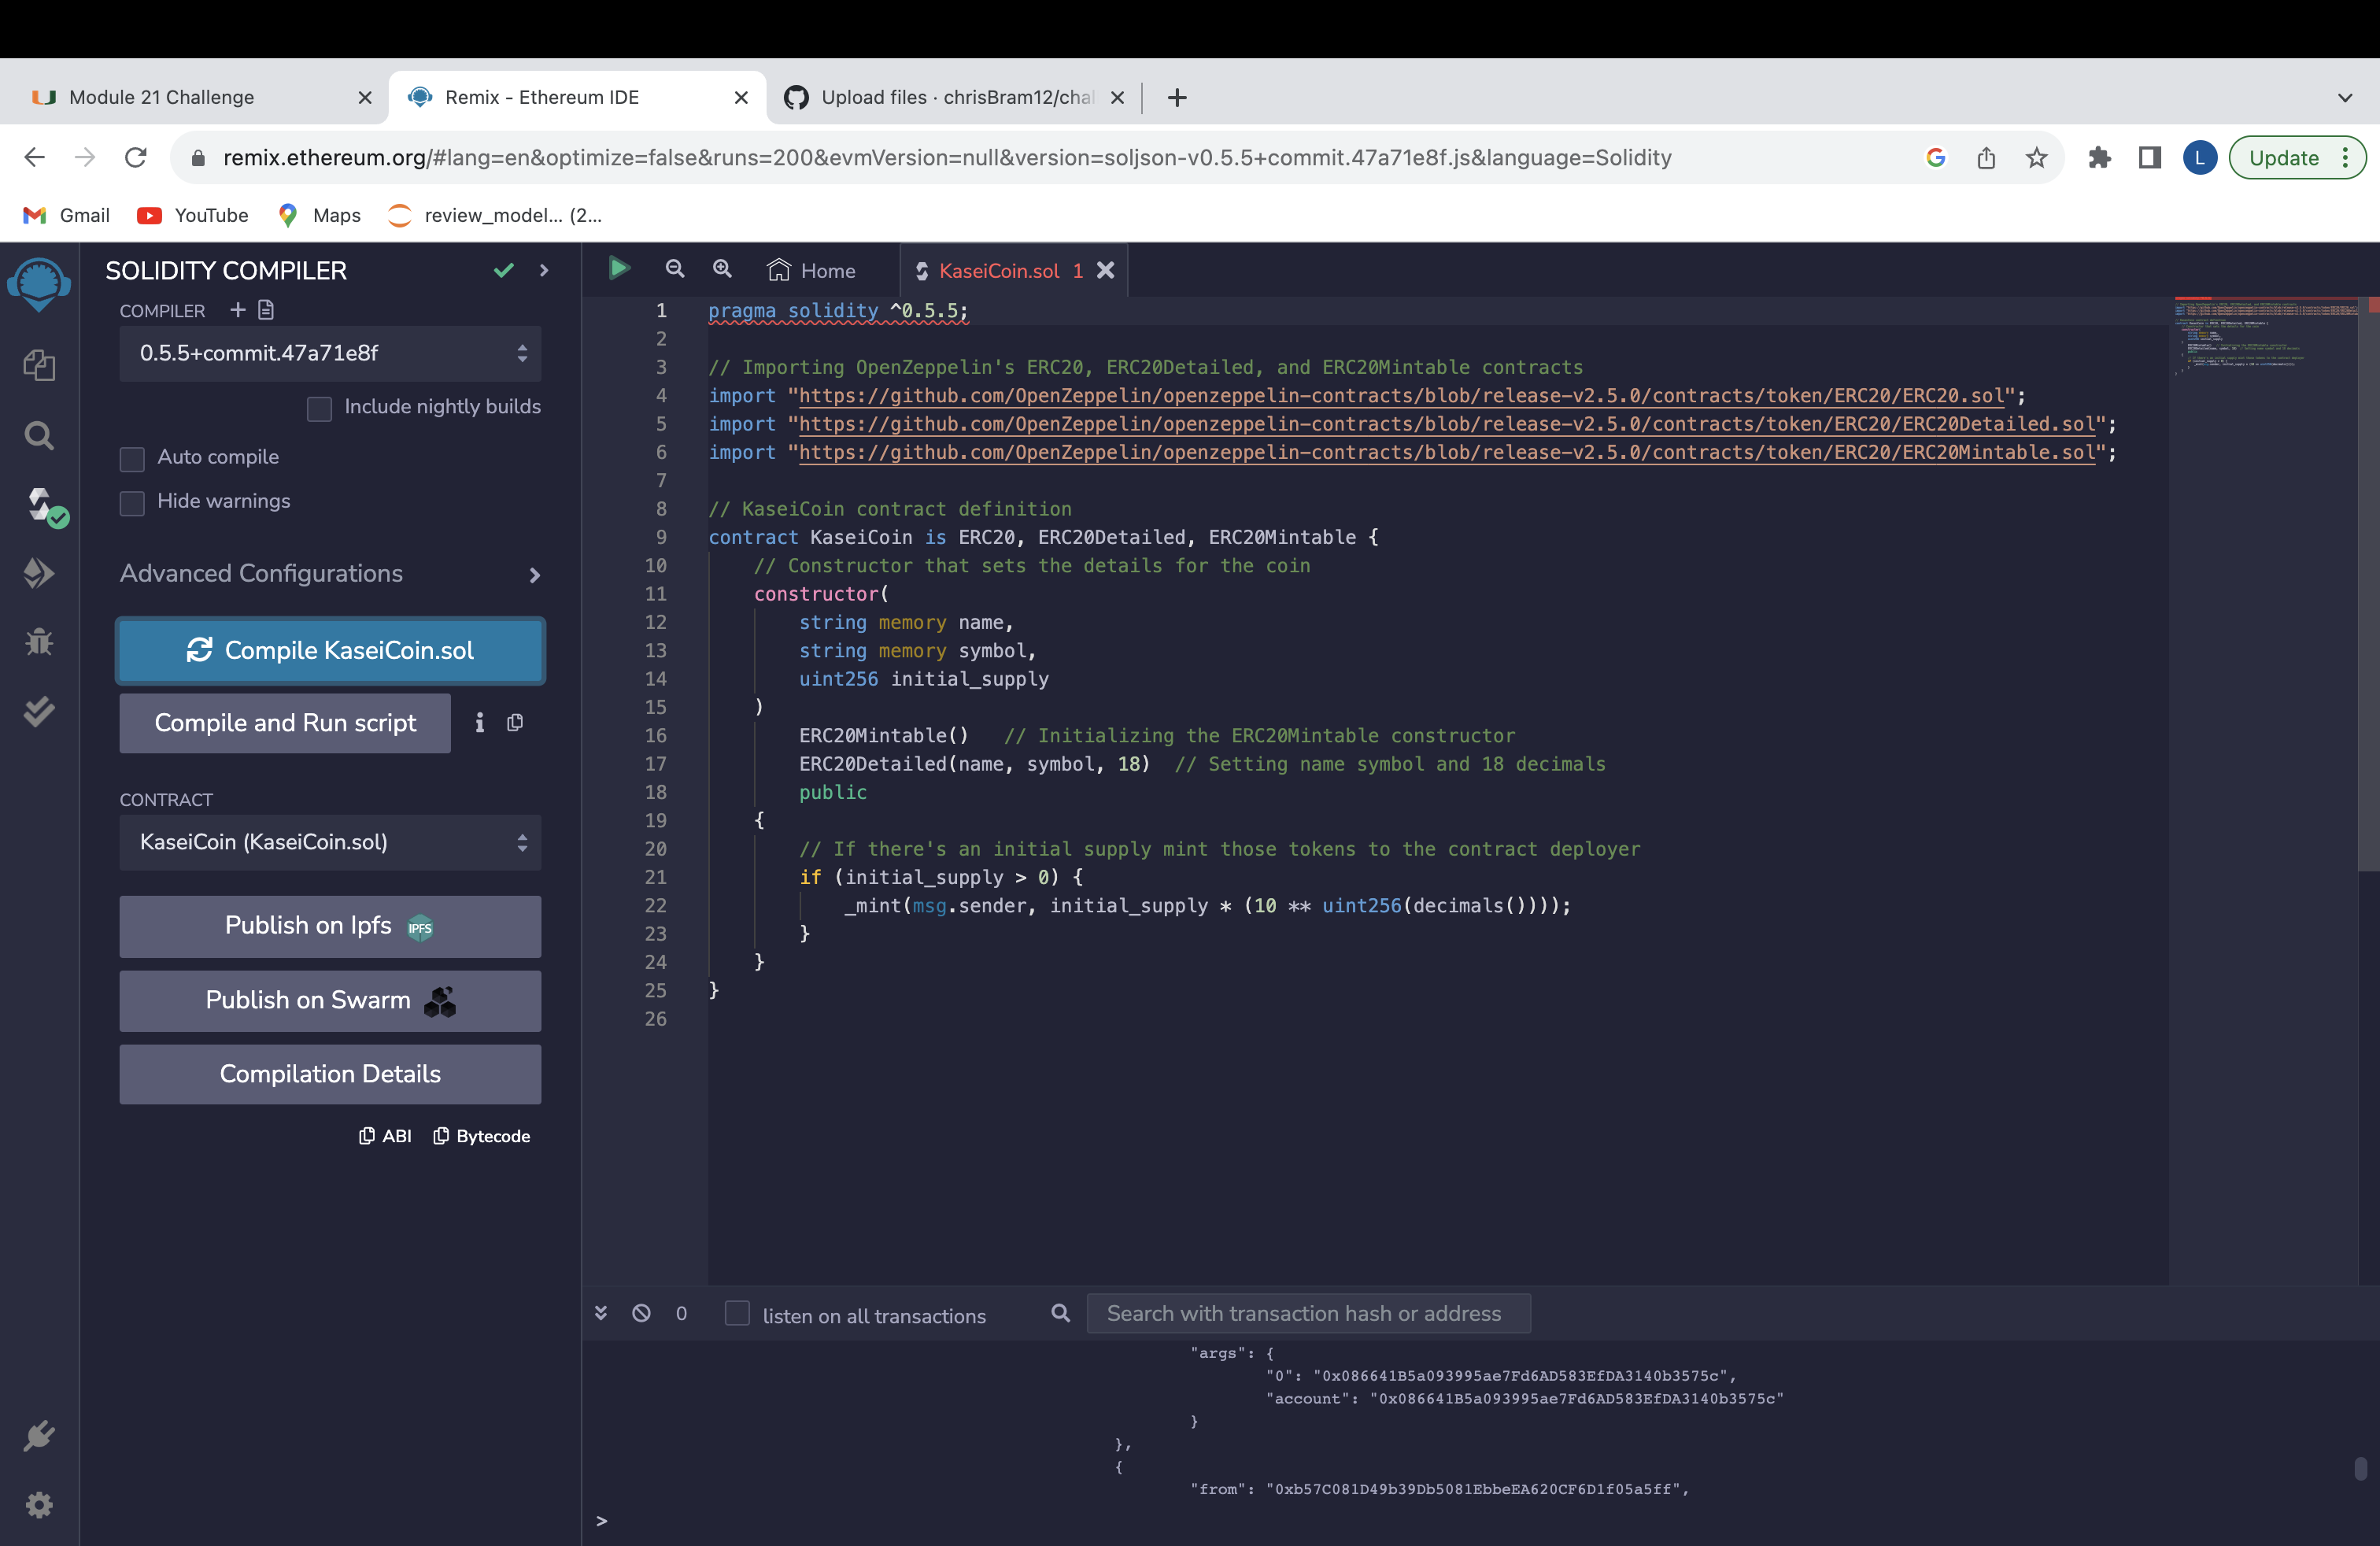 Module 21 Challenge
Remix - Ethereum IDE
Upload files · chrisBram12/chal
remix.ethereum.org/#lang=en&optimize=false&runs=200&evmVersion=null&version=soljson-v0.5.5+commit.47a71e8f.js&language=Solidity
L
Update
Gmail
YouTube
Maps
review_model... (2...
SOLIDITY COMPILER
COMPILER
0.5.5+commit.47a71e8f
Include nightly builds
Auto compile
Hide warnings
Advanced Configurations
Compile KaseiCoin.sol
Compile and Run script
CONTRACT
KaseiCoin (KaseiCoin.sol)
Publish on Ipfs IPFS
Publish on Swarm
Compilation Details
ABI Bytecode
Home
KaseiCoin.sol 1
1 pragma solidity ^0.5.5;
2
3 // Importing OpenZeppelin's ERC20, ERC20Detailed, and ERC20Mintable contracts
4 import "https://github.com/OpenZeppelin/openzeppelin-contracts/blob/release-v2.5.0/contracts/token/ERC20/ERC20.sol";
5 import "https://github.com/OpenZeppelin/openzeppelin-contracts/blob/release-v2.5.0/contracts/token/ERC20/ERC20Detailed.sol";
6 import "https://github.com/OpenZeppelin/openzeppelin-contracts/blob/release-v2.5.0/contracts/token/ERC20/ERC20Mintable.sol";
7
8 // KaseiCoin contract definition
9 contract KaseiCoin is ERC20, ERC20Detailed, ERC20Mintable {
10 // Constructor that sets the details for the coin
11 constructor(
12 string memory name,
13 string memory symbol,
14 uint256 initial_supply
15 )
16 ERC20Mintable() // Initializing the ERC20Mintable constructor
17 ERC20Detailed(name, symbol, 18) // Setting name symbol and 18 decimals
18 public
19 {
20 // If there's an initial supply mint those tokens to the contract deployer
21 if (initial_supply > 0) {
22 _mint(msg.sender, initial_supply * (10 ** uint256(decimals())));
23 }
24 }
25 }
26
0
listen on all transactions
Search with transaction hash or address
"args": {
"0": "0x086641B5a093995ae7Fd6AD583EfDA3140b3575c",
"account": "0x086641B5a093995ae7Fd6AD583EfDA3140b3575c"
}
},
{
"from": "0xb57C081D49b39Db5081EbbeEA620CF6D1f05a5ff",
>